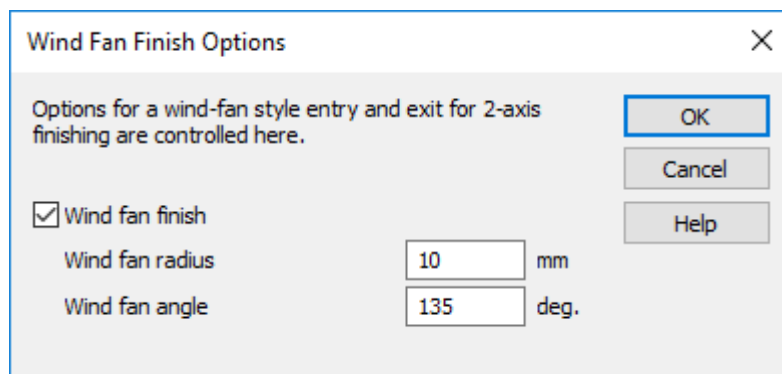 Wind Fan Finish Options
Options for a wind-fan style entry and exit for 2-axis
finishing are controlled here.
OK
Cancel
Help
Wind fan finish
Wind fan radius 10 mm
Wind fan angle 135 deg.